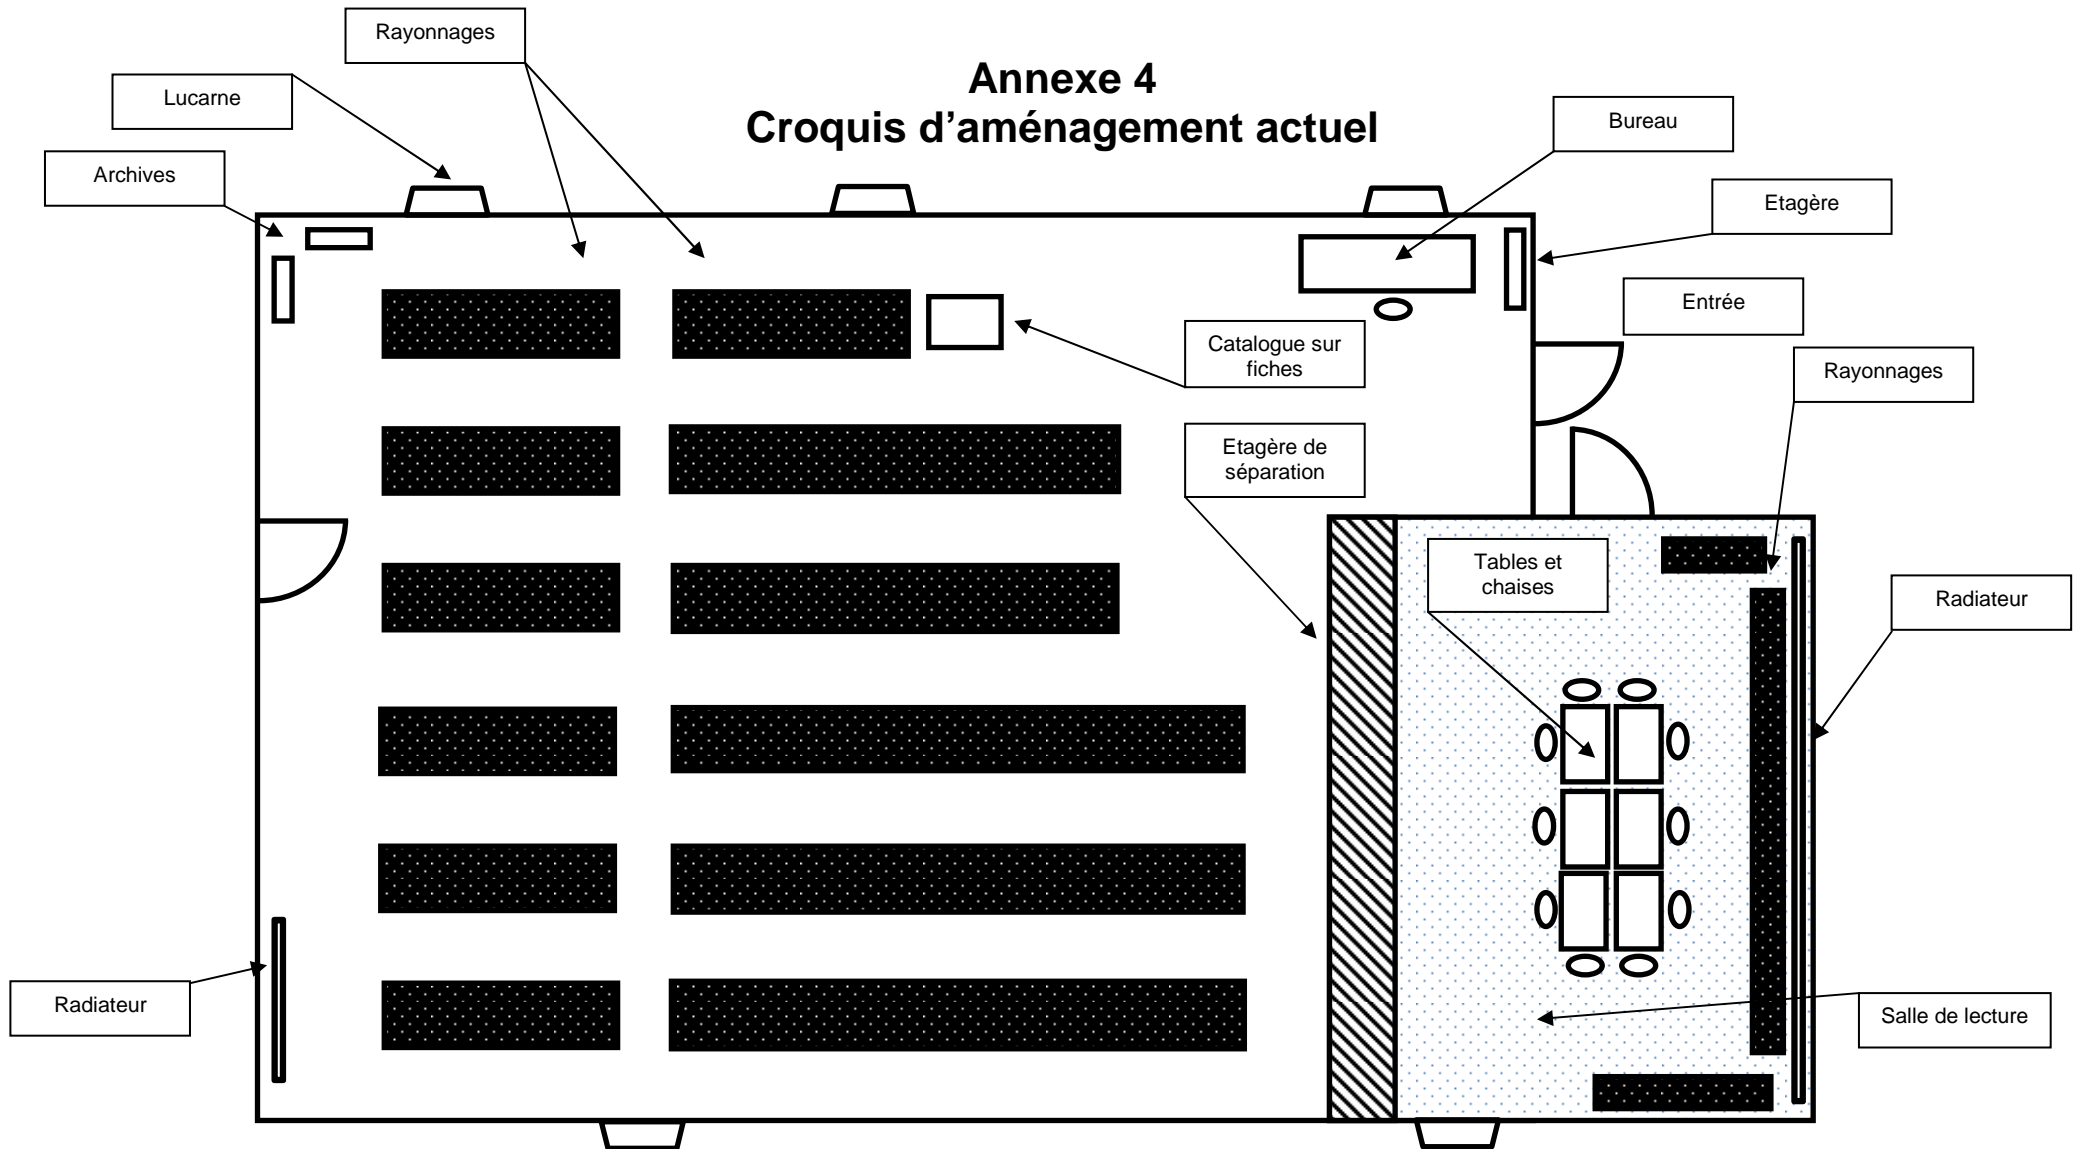 Rayonnages
Annexe 4
Croquis d’aménagement actuel
Lucarne
Bureau
Archives
Etagère
Entrée
Catalogue sur
fiches
Rayonnages
Etagère de
séparation
Tables et
chaises
Radiateur
Radiateur
Salle de lecture